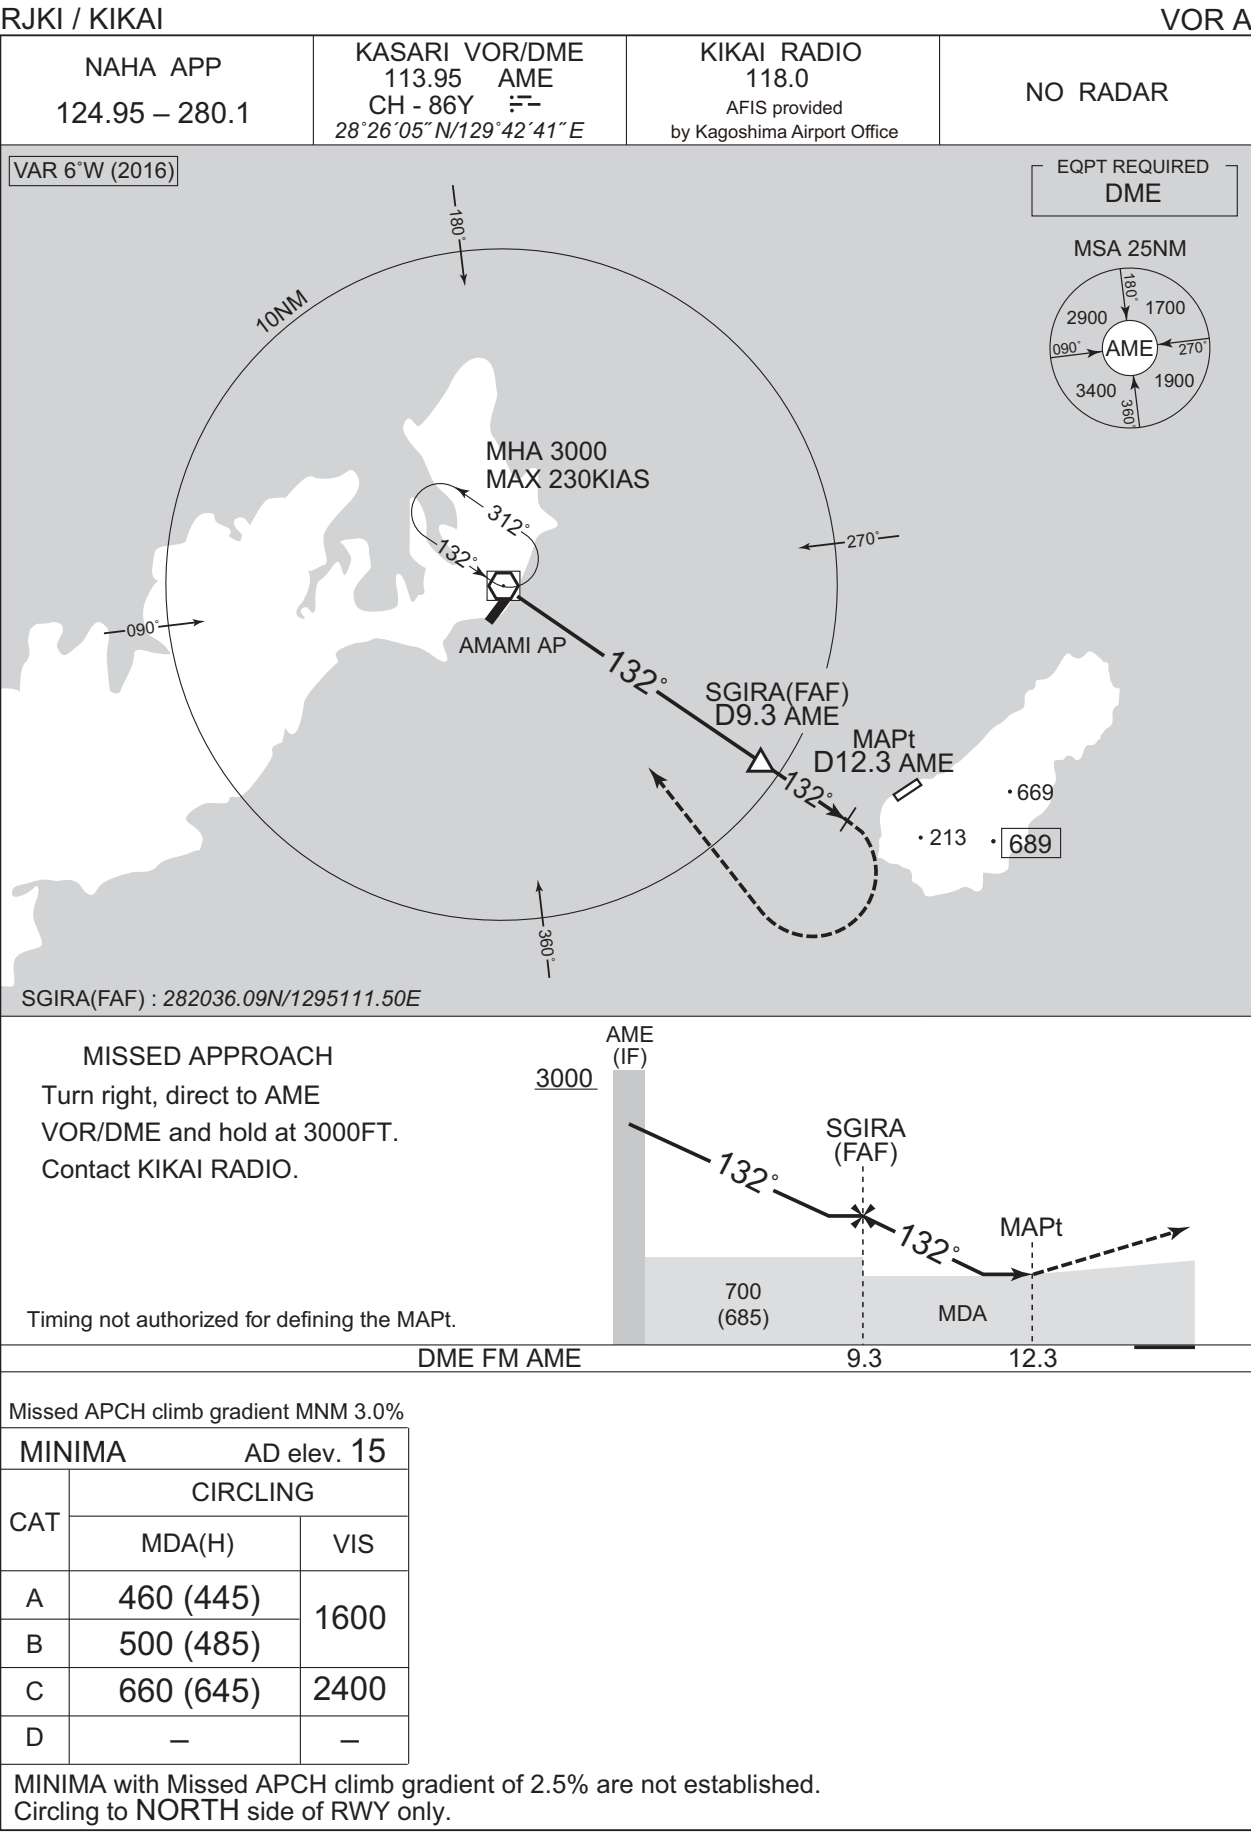 RJKI / KIKAI
VOR A
NAHA APP
124.95 – 280.1
KASARI VOR/DME
113.95 AME
CH - 86Y
28°26´05˝N/129°42´41˝E
KIKAI RADIO
118.0
AFIS provided
by Kagoshima Airport Office
NO RADAR
VAR 6°W (2016)
EQPT REQUIRED
DME
MSA 25NM
180°
2900
1700
090°
AME
270°
3400
1900
360°
180°
10NM
MHA 3000
MAX 230KIAS
312°
132°
270°
090°
AMAMI AP
132°
SGIRA(FAF)
D9.3 AME
MAPt
D12.3 AME
132°
669
213
689
360°
SGIRA(FAF) : 282036.09N/1295111.50E
MISSED APPROACH
Turn right, direct to AME
VOR/DME and hold at 3000FT.
Contact KIKAI RADIO.
Timing not authorized for defining the MAPt.
AME
(IF)
3000
SGIRA
(FAF)
132°
132°
MAPt
700
(685)
MDA
DME FM AME
9.3
12.3
Missed APCH climb gradient MNM 3.0%
MINIMA AD elev. 15
CAT
CIRCLING
MDA(H)
VIS
A
460 (445)
1600
B
500 (485)
C
660 (645)
2400
D
–
–
MINIMA with Missed APCH climb gradient of 2.5% are not established.
Circling to NORTH side of RWY only.